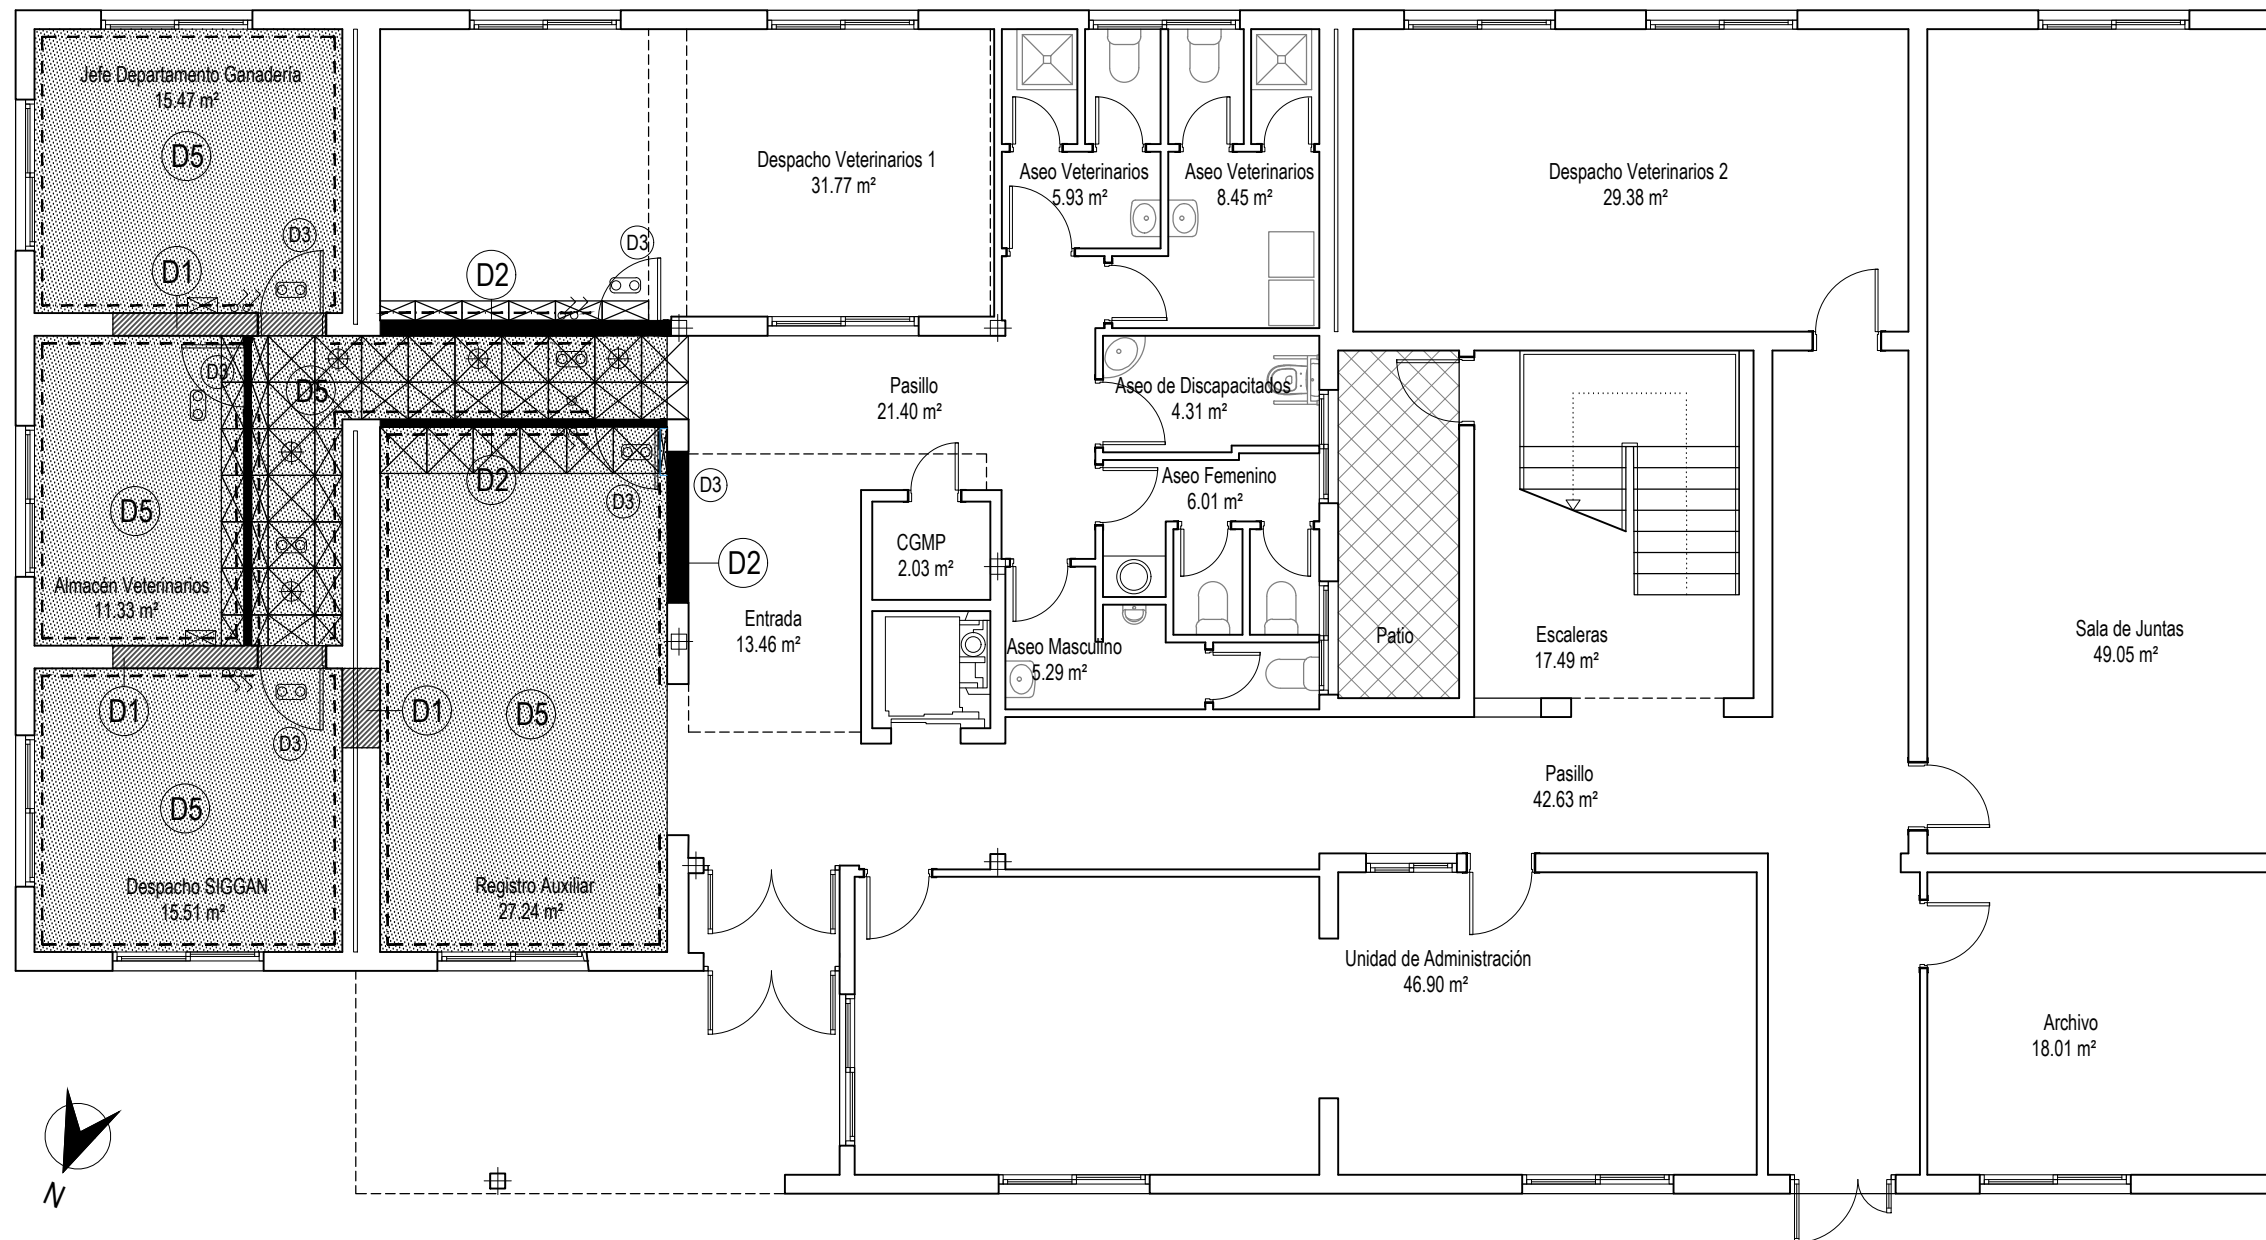 Jefe Departamento Ganadería
15.47 m²
D5
D3
D1
D2
D3
Despacho Veterinarios 1
31.77 m²
Aseo Veterinarios
5.93 m²
Aseo Veterinarios
8.45 m²
Despacho Veterinarios 2
29.38 m²
D3
D5
Pasillo
21.40 m²
Aseo de Discapacitados
4.31 m²
D5
Almacén Veterinarios
11.33 m²
D2
D3
D3
D2
Aseo Femenino
6.01 m²
CGMP
2.03 m²
Entrada
13.46 m²
Aseo Masculino
5.29 m²
Patio
Escaleras
17.49 m²
Sala de Juntas
49.05 m²
D1
D3
D1
D5
D5
Despacho SIGGAN
15.51 m²
Registro Auxiliar
27.24 m²
Pasillo
42.63 m²
Unidad de Administración
46.90 m²
Archivo
18.01 m²
N